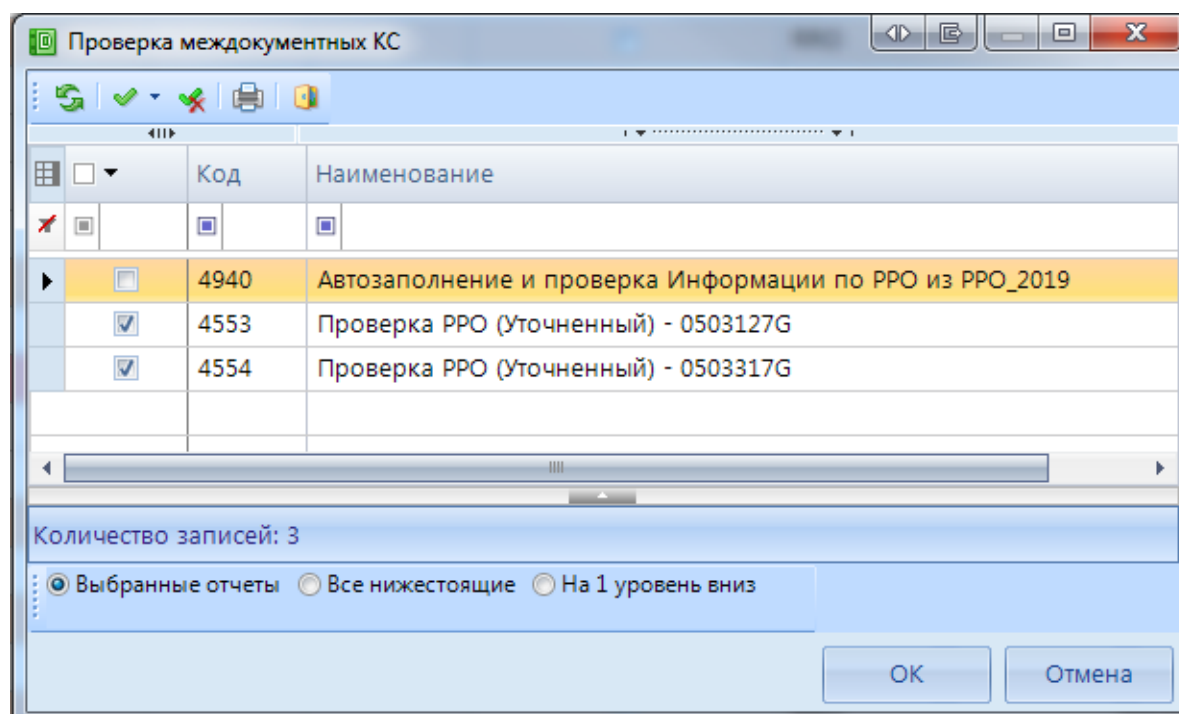 Проверка междокументных КС
Код Наименование
4940 Автозаполнение и проверка Информации по РРО из РРО_2019
4553 Проверка РРО (Уточненный) - 0503127G
4554 Проверка РРО (Уточненный) - 0503317G
Количество записей: 3
Выбранные отчеты Все нижестоящие На 1 уровень вниз
ОК Отмена